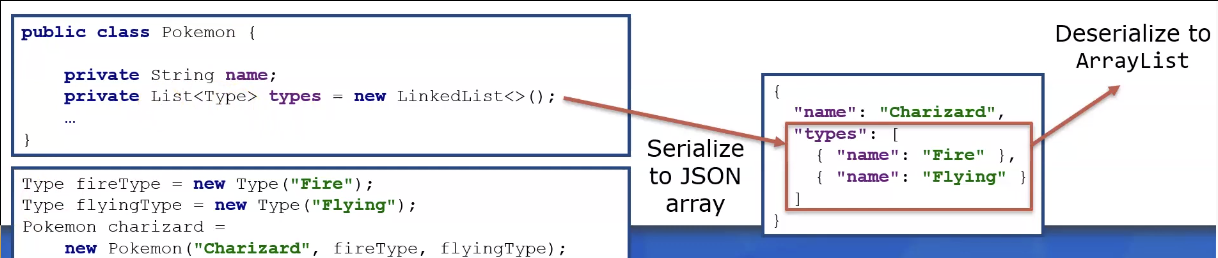 public class Pokemon {
private String name;
private List<Type> types = new LinkedList<>();
…
}
Type fireType = new Type("Fire");
Type flyingType = new Type("Flying");
Pokemon charizard =
new Pokemon("Charizard", fireType, flyingType);
Serialize
to JSON
array
{
"name": "Charizard",
"types": [
{ "name": "Fire" },
{ "name": "Flying" }
]
}
Deserialize to
ArrayList